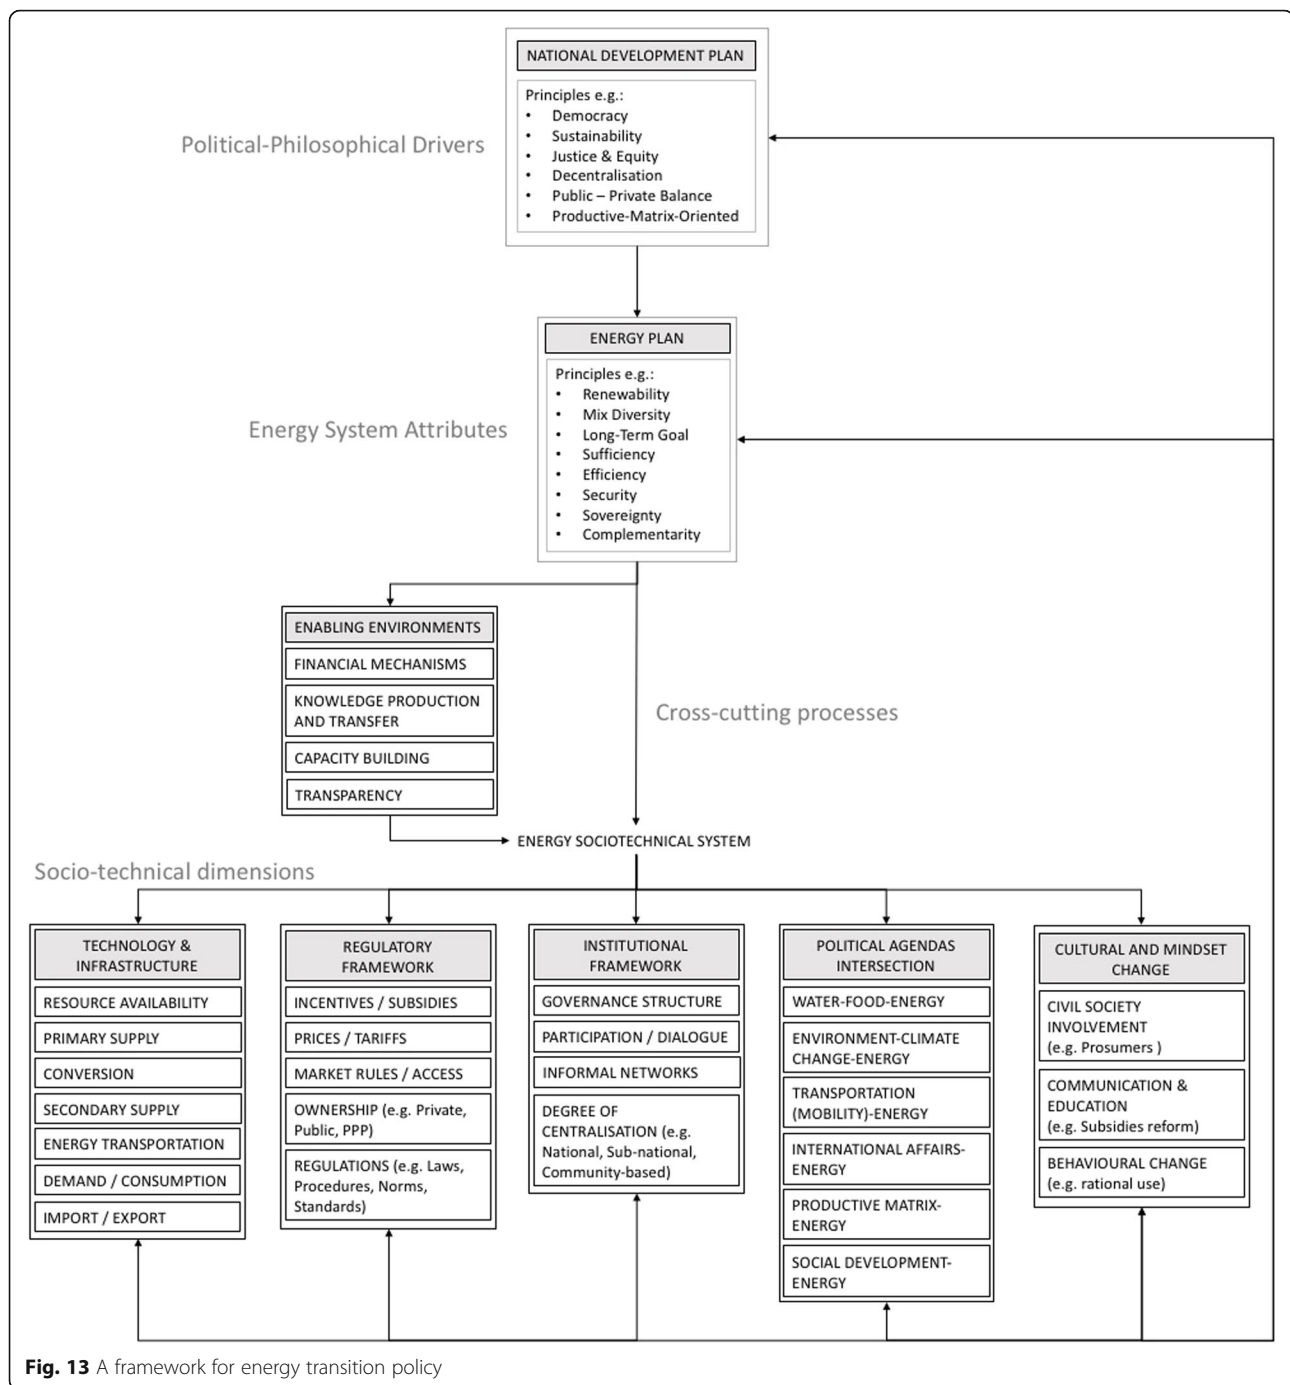 NATIONAL DEVELOPMENT PLAN
Principles e.g.:
• Democracy
• Sustainability
• Justice & Equity
• Decentralisation
• Public – Private Balance
• Productive-Matrix-Oriented
Political-Philosophical Drivers
ENERGY PLAN
Principles e.g.:
• Renewability
• Mix Diversity
• Long-Term Goal
• Sufficiency
• Efficiency
• Security
• Sovereignty
• Complementarity
Energy System Attributes
ENABLING ENVIRONMENTS
FINANCIAL MECHANISMS
KNOWLEDGE PRODUCTION
AND TRANSFER
CAPACITY BUILDING
TRANSPARENCY
Cross-cutting processes
ENERGY SOCIOTECHNICAL SYSTEM
Socio-technical dimensions
TECHNOLOGY &
INFRASTRUCTURE
RESOURCE AVAILABILITY
PRIMARY SUPPLY
CONVERSION
SECONDARY SUPPLY
ENERGY TRANSPORTATION
DEMAND / CONSUMPTION
IMPORT / EXPORT
REGULATORY
FRAMEWORK
INCENTIVES / SUBSIDIES
PRICES / TARIFFS
MARKET RULES / ACCESS
OWNERSHIP (e.g. Private,
Public, PPP)
REGULATIONS (e.g. Laws,
Procedures, Norms,
Standards)
INSTITUTIONAL
FRAMEWORK
GOVERNANCE STRUCTURE
PARTICIPATION / DIALOGUE
INFORMAL NETWORKS
DEGREE OF
CENTRALISATION (e.g.
National, Sub-national,
Community-based)
POLITICAL AGENDAS
INTERSECTION
WATER-FOOD-ENERGY
ENVIRONMENT-CLIMATE
CHANGE-ENERGY
TRANSPORTATION
(MOBILITY)-ENERGY
INTERNATIONAL AFFAIRS-
ENERGY
PRODUCTIVE MATRIX-
ENERGY
SOCIAL DEVELOPMENT-
ENERGY
CULTURAL AND MINDSET
CHANGE
CIVIL SOCIETY
INVOLVEMENT
(e.g. Prosumers )
COMMUNICATION &
EDUCATION
(e.g. Subsidies reform)
BEHAVIOURAL CHANGE
(e.g. rational use)
Fig. 13 A framework for energy transition policy